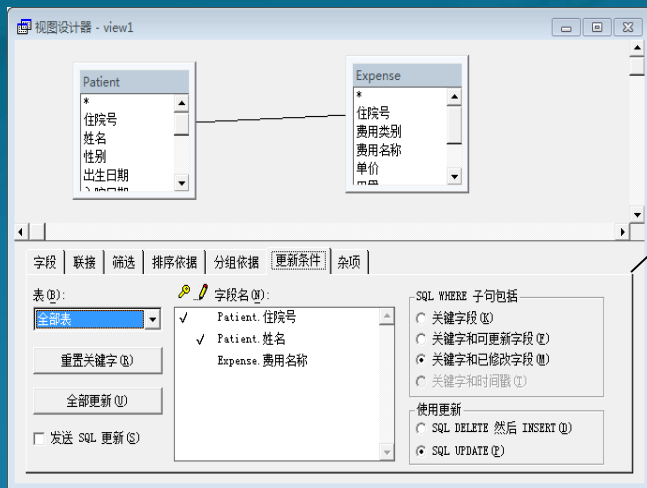 视图设计器 - view1
Patient
*
住院号
姓名
性别
出生日期
Expense
*
住院号
费用类别
费用名称
单价
字段 联接 筛选 排序依据 分组依据 更新条件 杂项
表(B):
全部表
重置关键字(R)
全部更新(U)
发送 SQL 更新(S)
字段名(N):
Patient.住院号
Patient.姓名
Expense.费用名称
SQL WHERE 子句包括
关键字段(K)
关键字和可更新字段(F)
关键字和已修改字段(M)
关键字和时间戳(T)
使用更新
SQL DELETE 然后 INSERT(D)
SQL UPDATE(P)